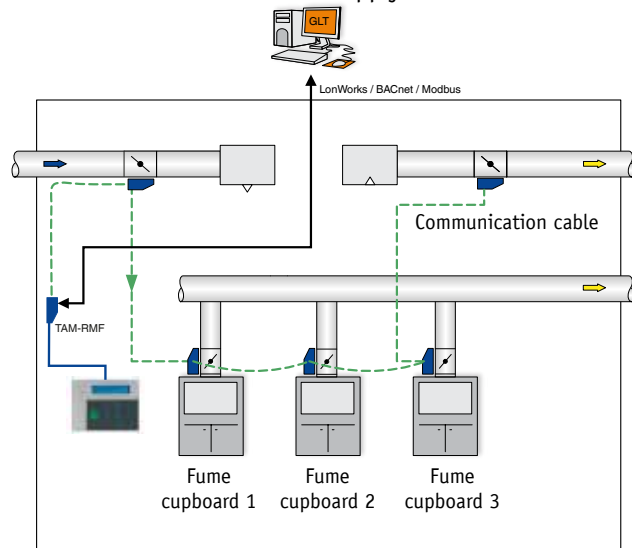 GLT
LonWorks / BACnet / Modbus
Communication cable
TAM-RMF
Fume
cupboard 1
Fume
cupboard 2
Fume
cupboard 3